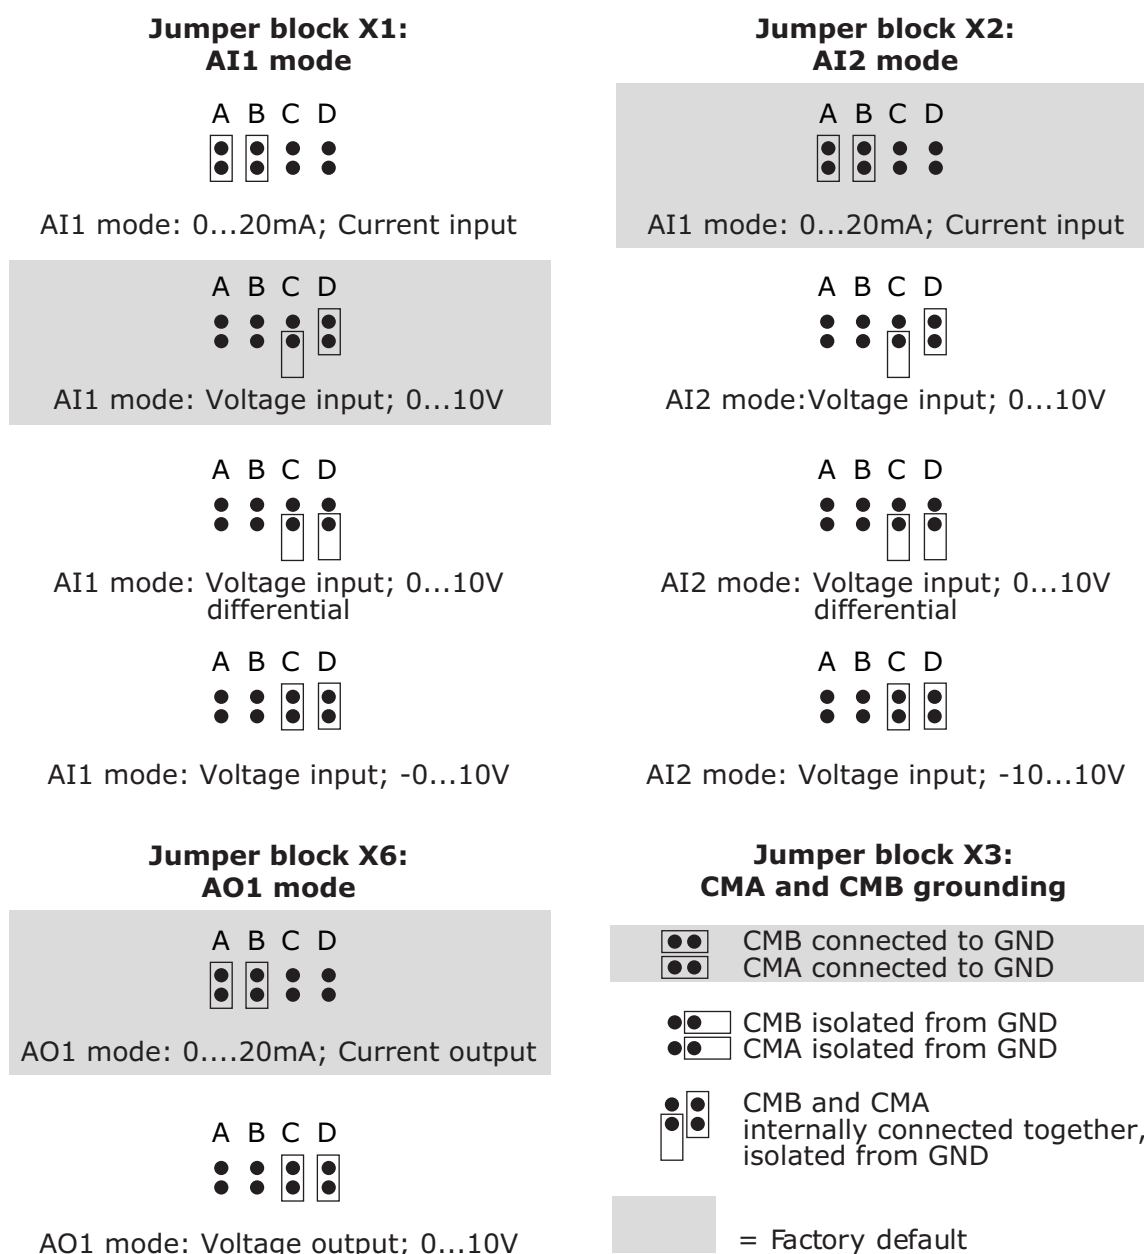 Jumper block X1:
AI1 mode
A B C D
AI1 mode: 0...20mA; Current input
A B C D
AI1 mode: Voltage input; 0...10V
A B C D
AI1 mode: Voltage input; 0...10V
differential
A B C D
AI1 mode: Voltage input; -0...10V
Jumper block X2:
AI2 mode
A B C D
AI1 mode: 0...20mA; Current input
A B C D
AI2 mode:Voltage input; 0...10V
A B C D
AI2 mode: Voltage input; 0...10V
differential
A B C D
AI2 mode: Voltage input; -10...10V
Jumper block X6:
AO1 mode
A B C D
AO1 mode: 0....20mA; Current output
A B C D
AO1 mode: Voltage output; 0...10V
Jumper block X3:
CMA and CMB grounding
CMB connected to GND
CMA connected to GND
CMB isolated from GND
CMA isolated from GND
CMB and CMA
internally connected together,
isolated from GND
= Factory default